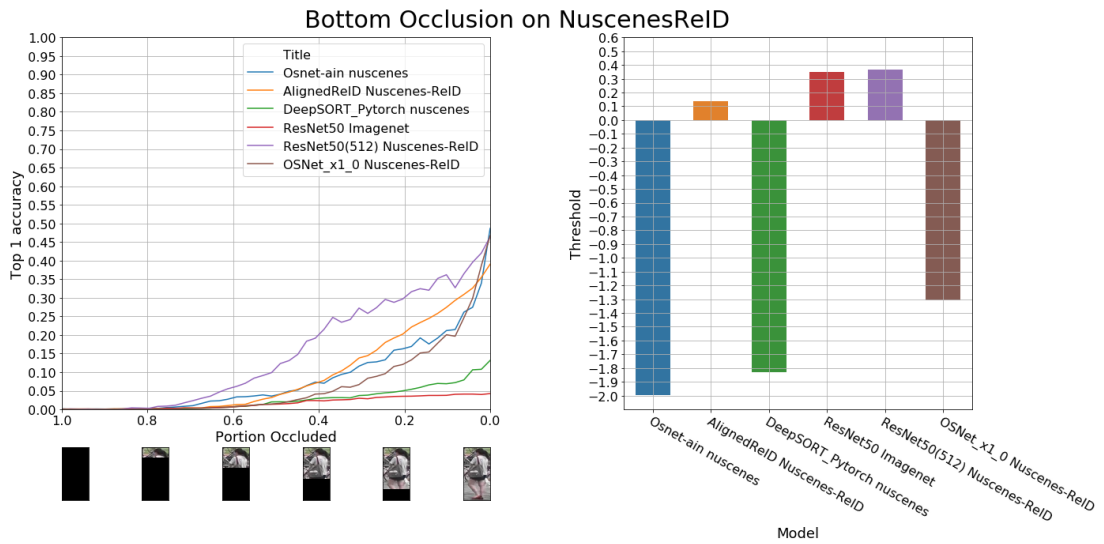 Bottom Occlusion on NuscenesReID
1.00
0.95
0.90
0.85
0.80
0.75
0.70
0.65
0.60
0.55
0.50
0.45
0.40
0.35
0.30
0.25
0.20
0.15
0.10
0.05
0.00
Top 1 accuracy
Title
Osnet-ain nuscenes
AlignedReID Nuscenes-ReID
DeepSORT_Pytorch nuscenes
ResNet50 Imagenet
ResNet50(512) Nuscenes-ReID
OSNet_x1_0 Nuscenes-ReID
1.0 0.8 0.6 0.4 0.2 0.0
Portion Occluded
0.6
0.5
0.4
0.3
0.2
0.1
0.0
−0.1
−0.2
−0.3
−0.4
−0.5
−0.6
−0.7
−0.8
−0.9
−1.0
−1.1
−1.3
−1.4
−1.5
−1.6
−1.8
−1.9
−2.0
Threshold
Osnet-ain nuscenes
AlignedReID Nuscenes-ReID
DeepSORT_Pytorch nuscenes
ResNet50 Imagenet
ResNet50(512) Nuscenes-ReID
OSNet_x1_0 Nuscenes-ReID
Model